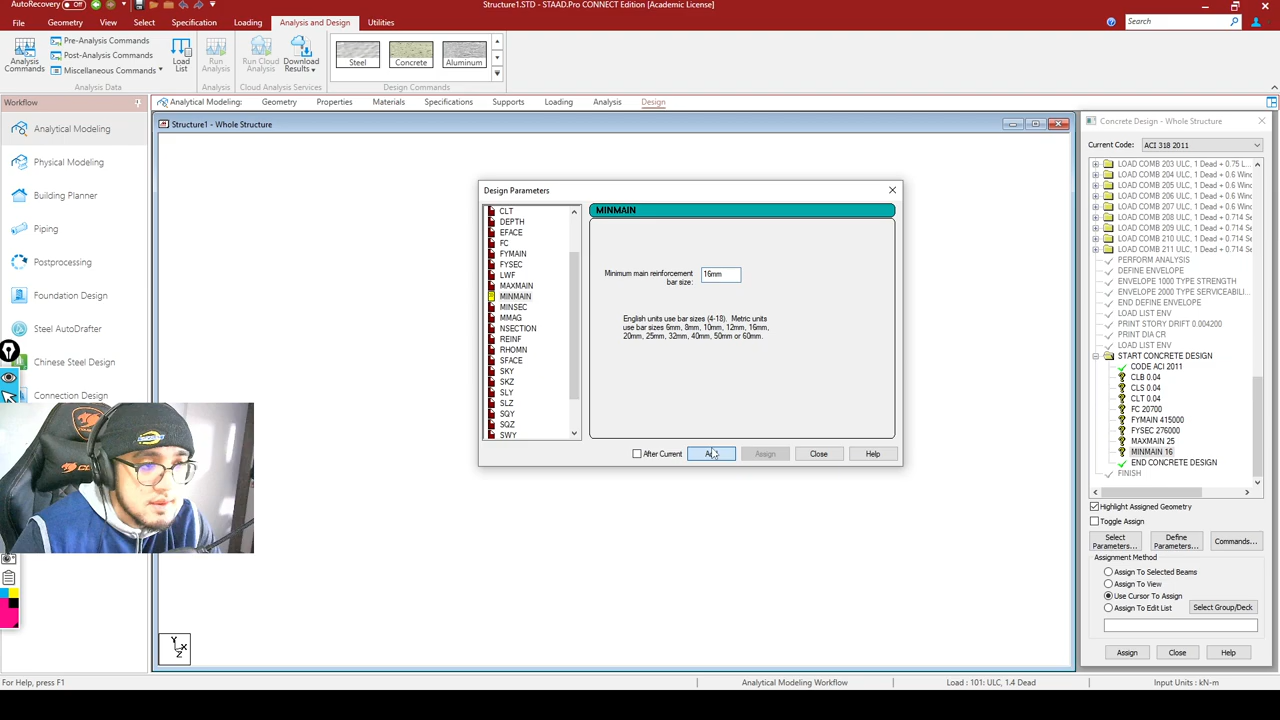 AutoRecovery Off
Structure1.STD - STAAD.Pro CONNECT Edition [Academic License]
File Geometry View Select Specification Loading Analysis and Design Utilities
Search
Analysis Commands
Pre-Analysis Commands
Post-Analysis Commands
Miscellaneous Commands
Load List
Run Analysis
Run Cloud Analysis
Download Results
Steel
Concrete
Aluminum
Analysis Data
Analysis
Cloud Analysis Services
Design Commands
Workflow
Analytical Modeling: Geometry Properties Materials Specifications Supports Loading Analysis Design
Analytical Modeling
Physical Modeling
Building Planner
Piping
Postprocessing
Foundation Design
Steel AutoDrafter
Chinese Steel Design
Connection Design
Structure1 - Whole Structure
Design Parameters
CLT
DEPTH
EFACE
FC
FYMAIN
FYSEC
LWF
MAXMAIN
MINMAIN
MINSEC
MMAG
NSECTION
REINF
RHOMN
SFACE
SKY
SKZ
SLY
SLZ
SQY
SQZ
SWY
MINMAIN
Minimum main reinforcement
bar size:
16mm
English units use bar sizes (4-18). Metric units
use bar sizes 6mm, 8mm, 10mm, 12mm, 16mm,
20mm, 25mm, 32mm, 40mm, 50mm or 60mm.
After Current
Assign
Close
Help
Concrete Design - Whole Structure
Current Code: ACI 318 2011
LOAD COMB 203 ULC, 1 Dead + 0.75 L...
LOAD COMB 204 ULC, 1 Dead + 0.6 Winc
LOAD COMB 205 ULC, 1 Dead + 0.6 Winc
LOAD COMB 206 ULC, 1 Dead + 0.6 Winc
LOAD COMB 207 ULC, 1 Dead + 0.6 Winc
LOAD COMB 208 ULC, 1 Dead + 0.714 Se
LOAD COMB 209 ULC, 1 Dead + 0.714 Se
LOAD COMB 210 ULC, 1 Dead + 0.714 Se
LOAD COMB 211 ULC, 1 Dead + 0.714 Se
PERFORM ANALYSIS
DEFINE ENVELOPE
ENVELOPE 1000 TYPE STRENGTH
ENVELOPE 2000 TYPE SERVICEABILI...
END DEFINE ENVELOPE
LOAD LIST ENV
PRINT STORY DRIFT 0.004200
PRINT DIA CR
LOAD LIST ENV
START CONCRETE DESIGN
CODE ACI 2011
CLB 0.04
CLS 0.04
CLT 0.04
FC 20700
FYMAIN 415000
FYSEC 276000
MAXMAIN 25
MINMAIN 16
END CONCRETE DESIGN
FINISH
Highlight Assigned Geometry
Toggle Assign
Select Parameters...
Define Parameters...
Commands...
Assignment Method
Assign To Selected Beams
Assign To View
Use Cursor To Assign
Assign To Edit List
Select Group/Deck
Assign
Close
Help
Y
X
Z
For Help, press F1
Analytical Modeling Workflow
Load : 101: ULC, 1.4 Dead
Input Units : kN-m